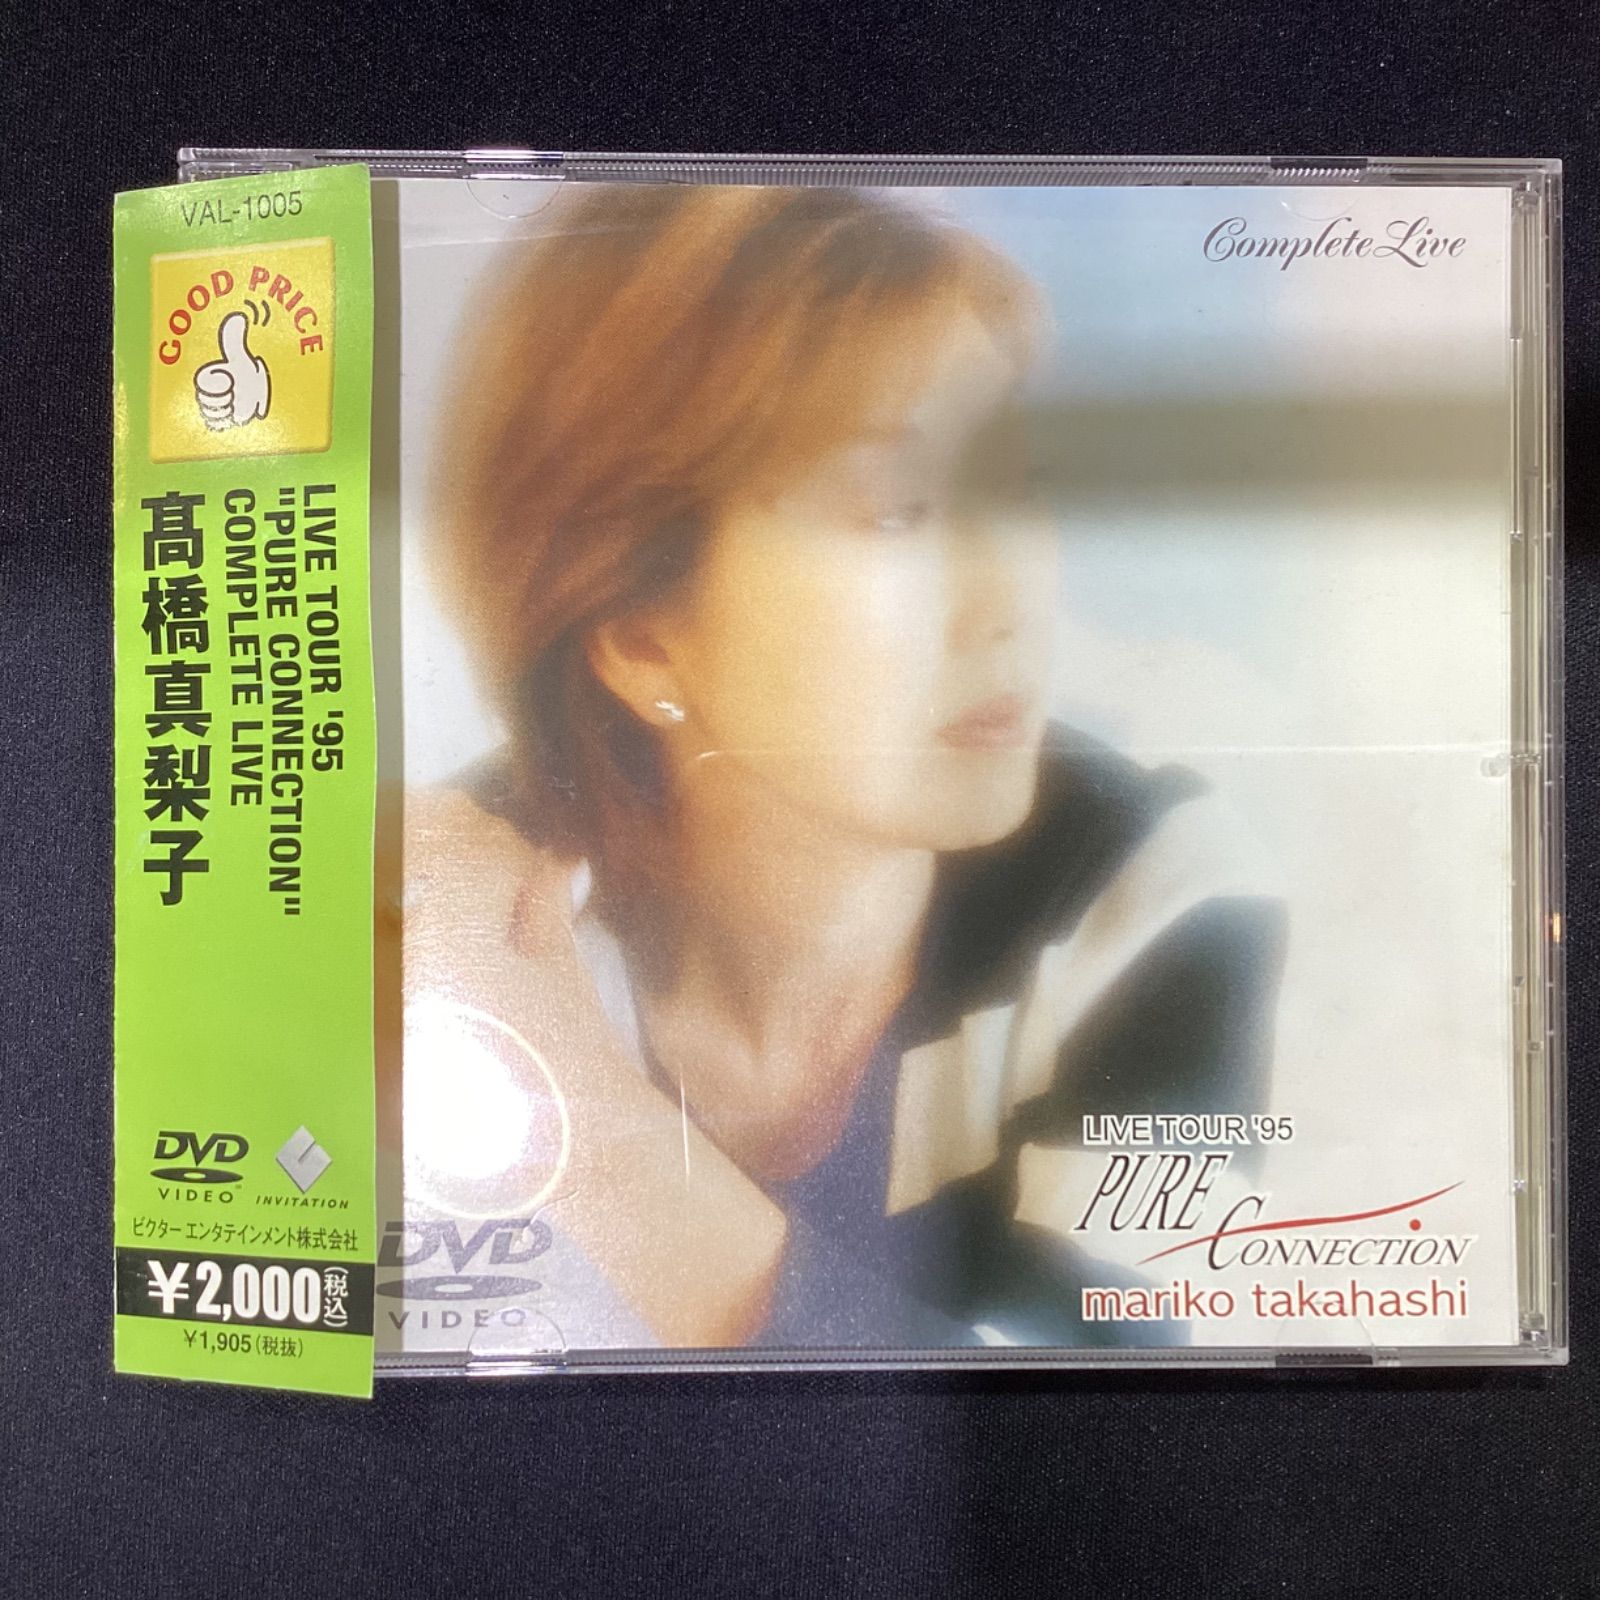 VAL-1005
GOOD PRICE
LIVE TOUR '95
"PURE CONNECTION"
COMPLETE LIVE
髙橋真梨子
DVD
VIDEO
INVITATION
ビクター エンタテインメント株式会社
¥2,000(税込)
¥1,905(税抜)
Complete Live
DVD
VIDEO
LIVE TOUR '95
PURE
CONNECTION
mariko takahashi